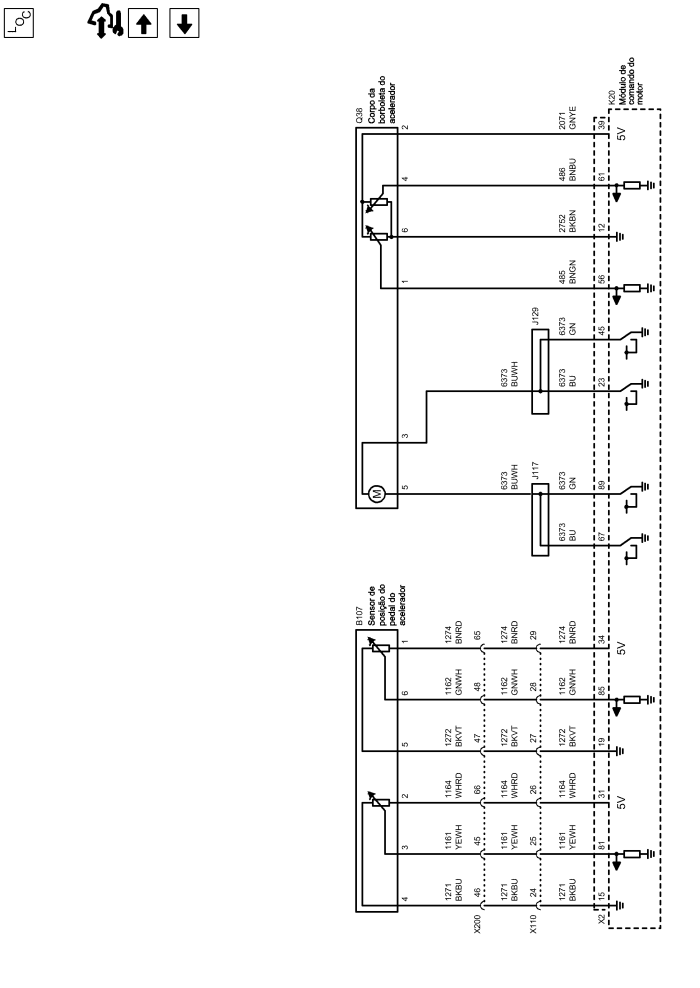 LOC
K20
Módulo de
comando do
motor
Q38
Corpo da
borboleta do
acelerador
2
2071
GNYE
39
5V
4
486
BNBU
61
6
2752
BKBN
12
1
485
BNGN
56
J129
6373
GN
45
6373
BUWH
6373
BU
23
3
M
5
6373
BUWH
J117
6373
GN
89
6373
BU
67
B107
Sensor de
posição do
pedal do
acelerador
1
1274
BNRD
65
1274
BNRD
29
1274
BNRD
34
5V
6
1162
GNWH
48
1162
GNWH
28
1162
GNWH
85
5
1272
BKVT
47
1272
BKVT
27
1272
BKVT
19
2
1164
WHRD
66
1164
WHRD
26
1164
WHRD
31
5V
3
1161
YEWH
45
1161
YEWH
25
1161
YEWH
81
4
1271
BKBU
46
1271
BKBU
24
1271
BKBU
15
X200
X110
X2